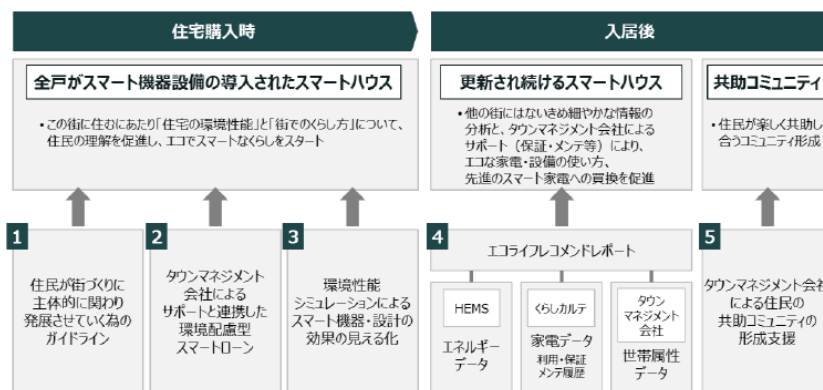 住宅購入時
入居後
全戸がスマート機器設備の導入されたスマートハウス
・この街に住むにあたり「住宅の環境性能」と「街でのくらし方」について、
住民の理解を促進し、エコでスマートなくらしをスタート
更新され続けるスマートハウス
・他の街にはないきめ細やかな情報の
分析と、タウンマネジメント会社による
サポート（保証・メンテ等）により、
エコな家電・設備の使い方、
先進のスマート家電への買換を促進
共助コミュニティ
・住民が楽しく共助し
合うコミュニティ形成
1
住民が街づくりに
主体的に関わり
発展させていく為の
ガイドライン
2
タウンマネジメント
会社による
サポートと連携した
環境配慮型
スマートローン
3
環境性能
シミュレーションによる
スマート機器・設計の
効果の見える化
4
エコライフレコメンドレポート
HEMS
エネルギー
データ
くらしカルテ
家電データ
利用・保証
メンテ履歴
タウン
マネジメント
会社
世帯属性
データ
5
タウンマネジメント会社
による住民の
共助コミュニティの
形成支援